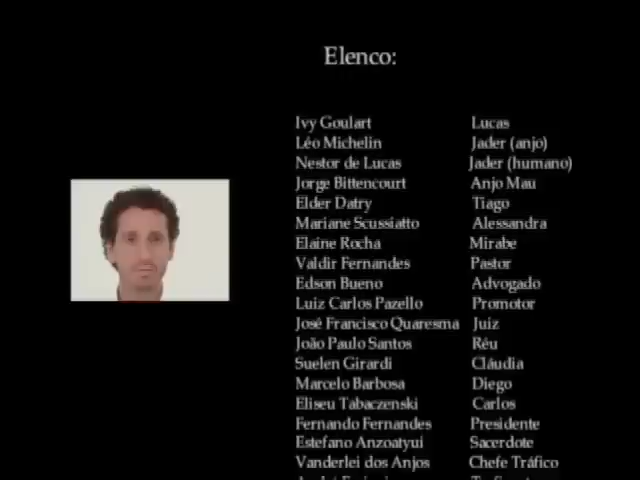 Elenco:
Ivy Goulart Lucas
Léo Michelin Jader (anjo)
Nestor de Lucas Jader (humano)
Jorge Bittencourt Anjo Mau
Elder Datry Tiago
Mariane Scussiatto Alessandra
Elaine Rocha Mirabe
Valdir Fernandes Pastor
Edson Bueno Advogado
Luiz Carlos Pazello Promotor
José Francisco Quaresma Juiz
João Paulo Santos Réu
Suelen Girardi Cláudia
Marcelo Barbosa Diego
Eliseu Tabaczenski Carlos
Fernando Fernandes Presidente
Estefano Anzoatyui Sacerdote
Vanderlei dos Anjos Chefe Tráfico